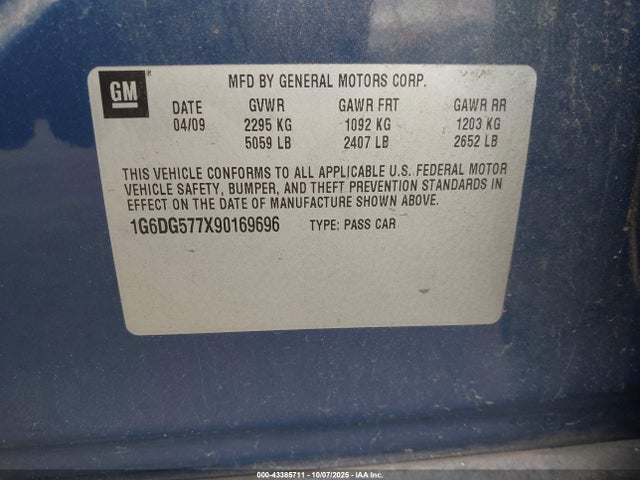 GM
MFD BY GENERAL MOTORS CORP.
DATE GVWR GAWR FRT GAWR RR
04/09 2295 KG 1092 KG 1203 KG
5059 LB 2407 LB 2652 LB
THIS VEHICLE CONFORMS TO ALL APPLICABLE U.S. FEDERAL MOTOR
VEHICLE SAFETY, BUMPER, AND THEFT PREVENTION STANDARDS IN
EFFECT ON THE DATE OF MANUFACTURE SHOWN ABOVE.
1G6DG577X90169696 TYPE: PASS CAR
000-43385711 - 10/07/2025 - IAA Inc.